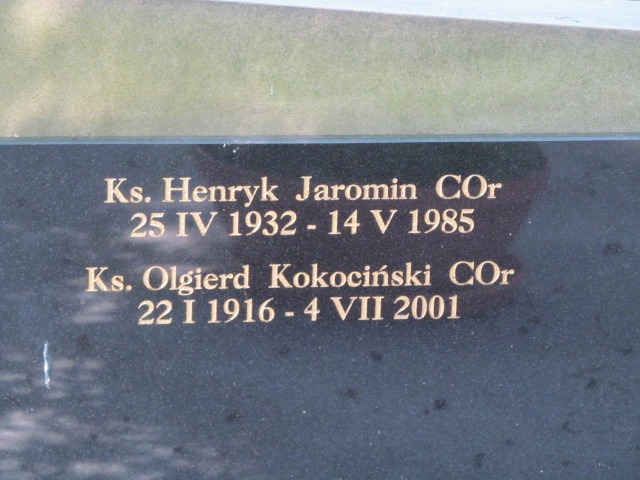 Ks. Henryk Jaromin COr
25 IV 1932 - 14 V 1985
Ks. Olgierd Kokociński COr
22 I 1916 - 4 VII 2001